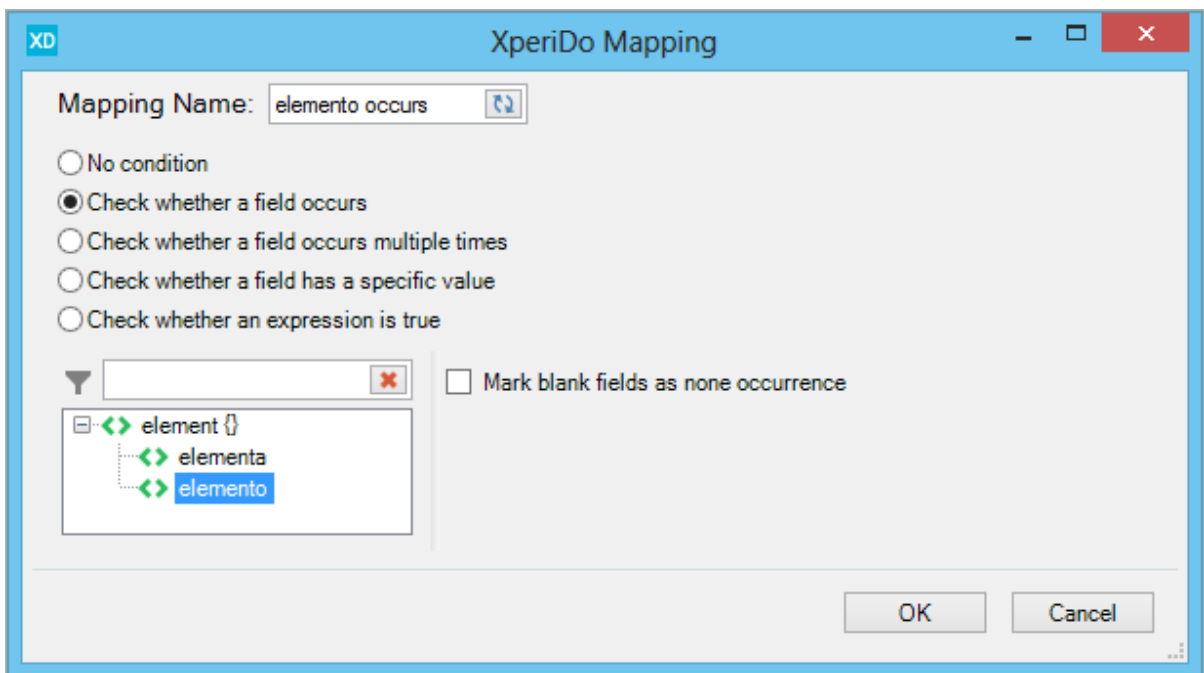 XD XperiDo Mapping
Mapping Name: elemento occurs
No condition
Check whether a field occurs
Check whether a field occurs multiple times
Check whether a field has a specific value
Check whether an expression is true
Mark blank fields as none occurrence
element {}
elementa
elemento
OK Cancel